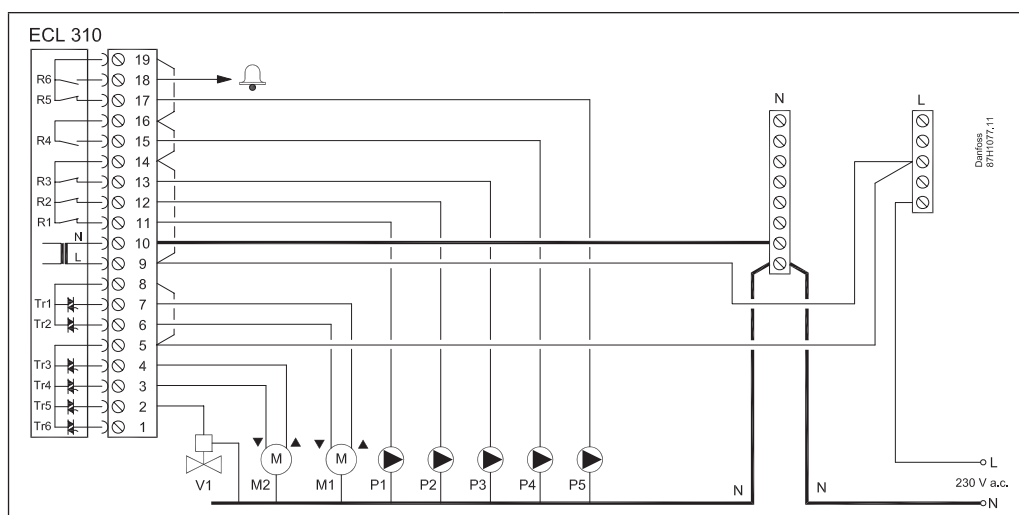 ECL 310
19
R6 18
R5 17
16
R4 15
14
R3 13
R2 12
R1 11
N 10
L 9
8
Tr1 7
Tr2 6
5
Tr3 4
Tr4 3
Tr5 2
Tr6 1
N
L
Danfoss
87H1077.11
M
M
V1 M2 M1 P1 P2 P3 P4 P5
N
N
L
230 V a.c.
N